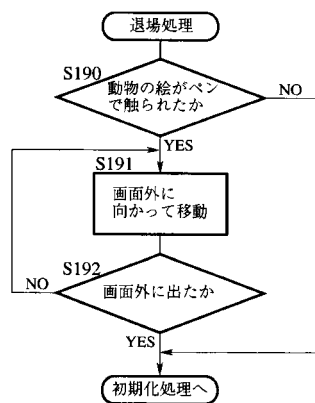 退場処理
S190
動物の絵がペン
で触られたか
NO
YES
S191
画面外に
向かって移動
S192
画面外に出たか
NO
YES
初期化処理へ